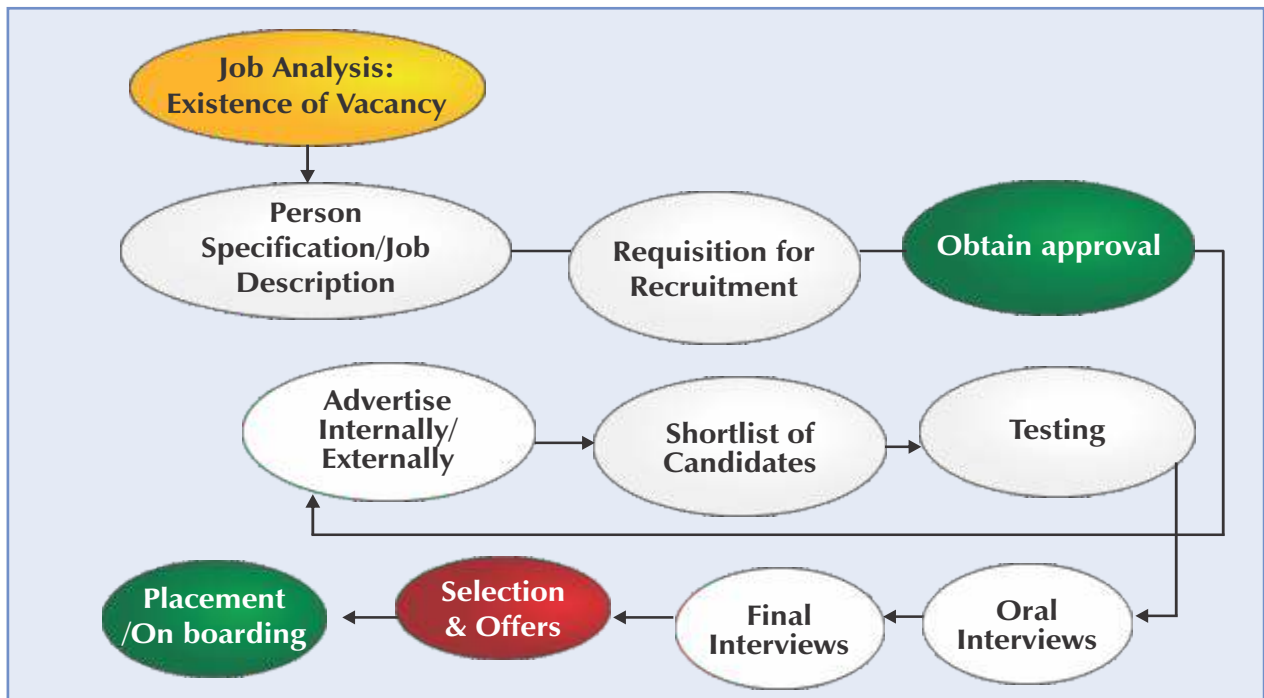 Job Analysis:
Existence of Vacancy
Person
Specification/Job
Description
Requisition for
Recruitment
Obtain approval
Advertise
Internally/
Externally
Shortlist of
Candidates
Testing
Oral
Interviews
Final
Interviews
Selection
& Offers
Placement
/On boarding